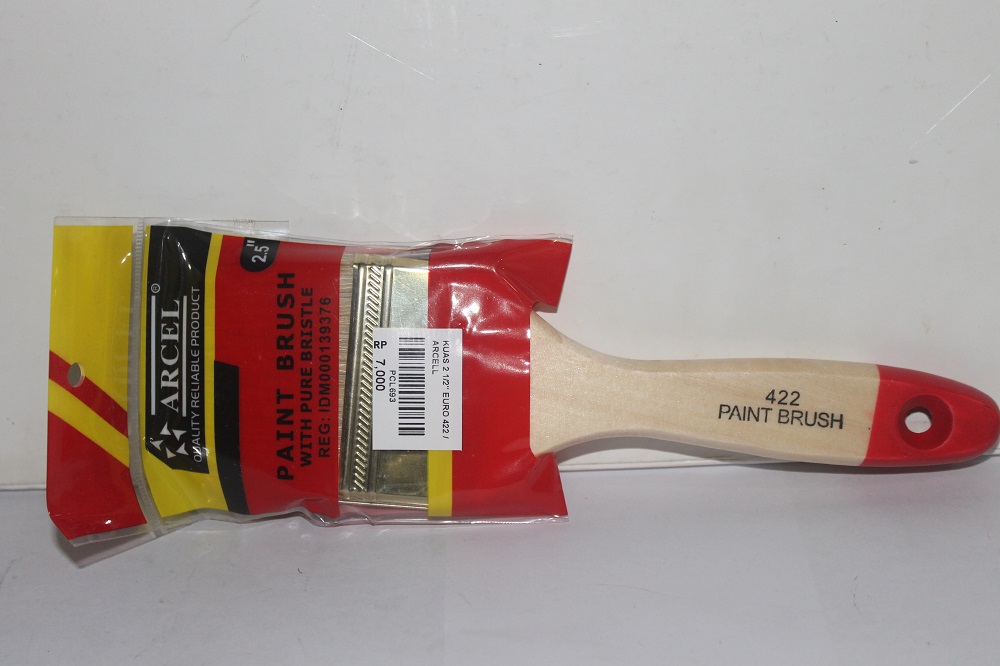 ARCEL®
QUALITY RELIABLE PRODUCT
2.5"
PAINT BRUSH
WITH PURE BRISTLE
REG: IDM000139376
KUAS 2 1/2" EURO 422 /
ARCELL
PCL693
RP 7,000
422
PAINT BRUSH